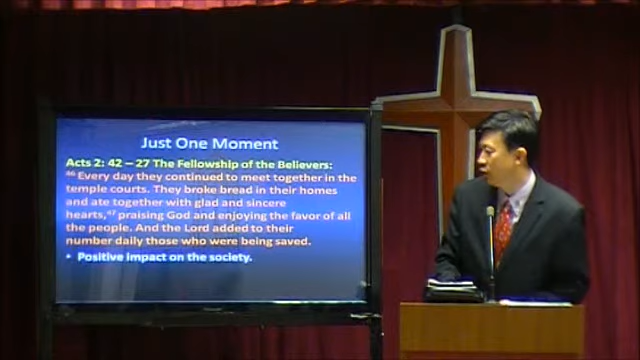 Just One Moment
Acts 2: 42 – 27 The Fellowship of the Believers:
46 Every day they continued to meet together in the
temple courts. They broke bread in their homes
and ate together with glad and sincere
hearts,47 praising God and enjoying the favor of all
the people. And the Lord added to their
number daily those who were being saved.
• Positive impact on the society.